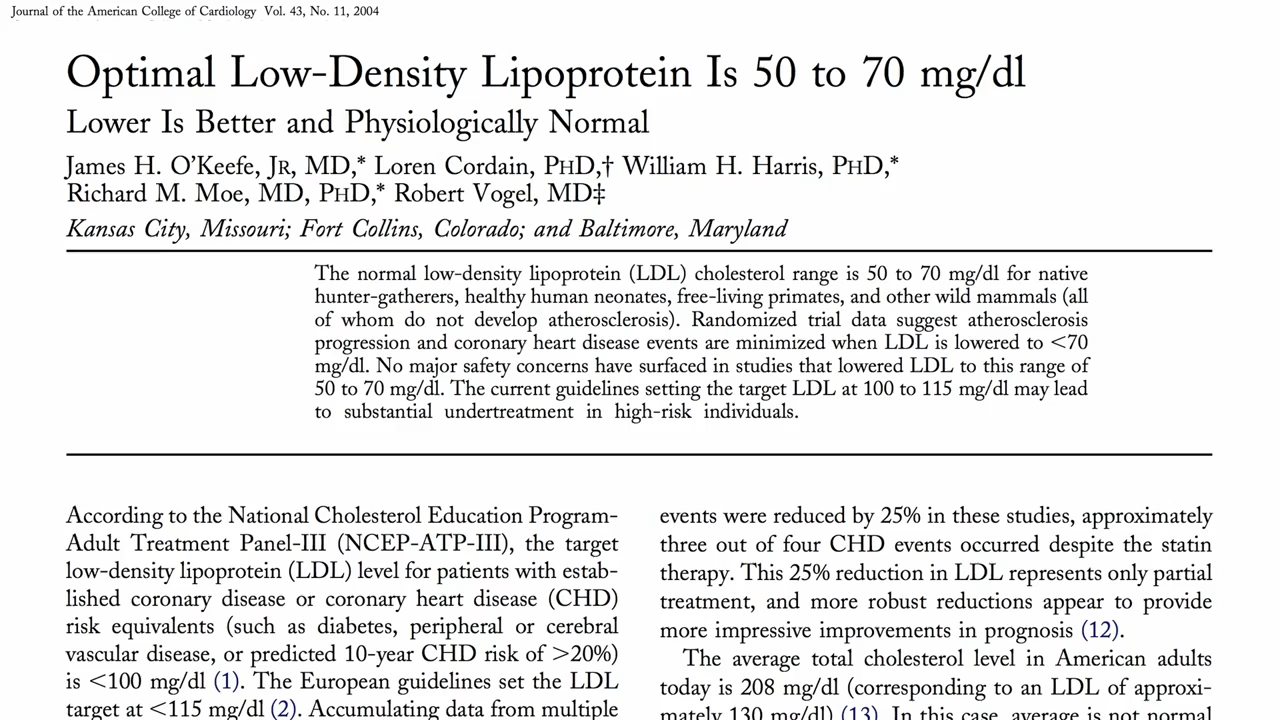 Journal of the American College of Cardiology Vol. 43, No. 11, 2004
Optimal Low-Density Lipoprotein Is 50 to 70 mg/dl
Lower Is Better and Physiologically Normal
James H. O'Keefe, JR, MD,* Loren Cordain, PHD,† William H. Harris, PHD,*
Richard M. Moe, MD, PHD,* Robert Vogel, MD‡
Kansas City, Missouri; Fort Collins, Colorado; and Baltimore, Maryland
The normal low-density lipoprotein (LDL) cholesterol range is 50 to 70 mg/dl for native
hunter-gatherers, healthy human neonates, free-living primates, and other wild mammals (all
of whom do not develop atherosclerosis). Randomized trial data suggest atherosclerosis
progression and coronary heart disease events are minimized when LDL is lowered to <70
mg/dl. No major safety concerns have surfaced in studies that lowered LDL to this range of
50 to 70 mg/dl. The current guidelines setting the target LDL at 100 to 115 mg/dl may lead
to substantial undertreatment in high-risk individuals.
According to the National Cholesterol Education Program-
Adult Treatment Panel-III (NCEP-ATP-III), the target
low-density lipoprotein (LDL) level for patients with estab-
lished coronary disease or coronary heart disease (CHD)
risk equivalents (such as diabetes, peripheral or cerebral
vascular disease, or predicted 10-year CHD risk of >20%)
is <100 mg/dl (1). The European guidelines set the LDL
target at <115 mg/dl (2). Accumulating data from multiple
events were reduced by 25% in these studies, approximately
three out of four CHD events occurred despite the statin
therapy. This 25% reduction in LDL represents only partial
treatment, and more robust reductions appear to provide
more impressive improvements in prognosis (12).
The average total cholesterol level in American adults
today is 208 mg/dl (corresponding to an LDL of approxi-
mately 130 mg/dl) (13). In this case, average is not normal